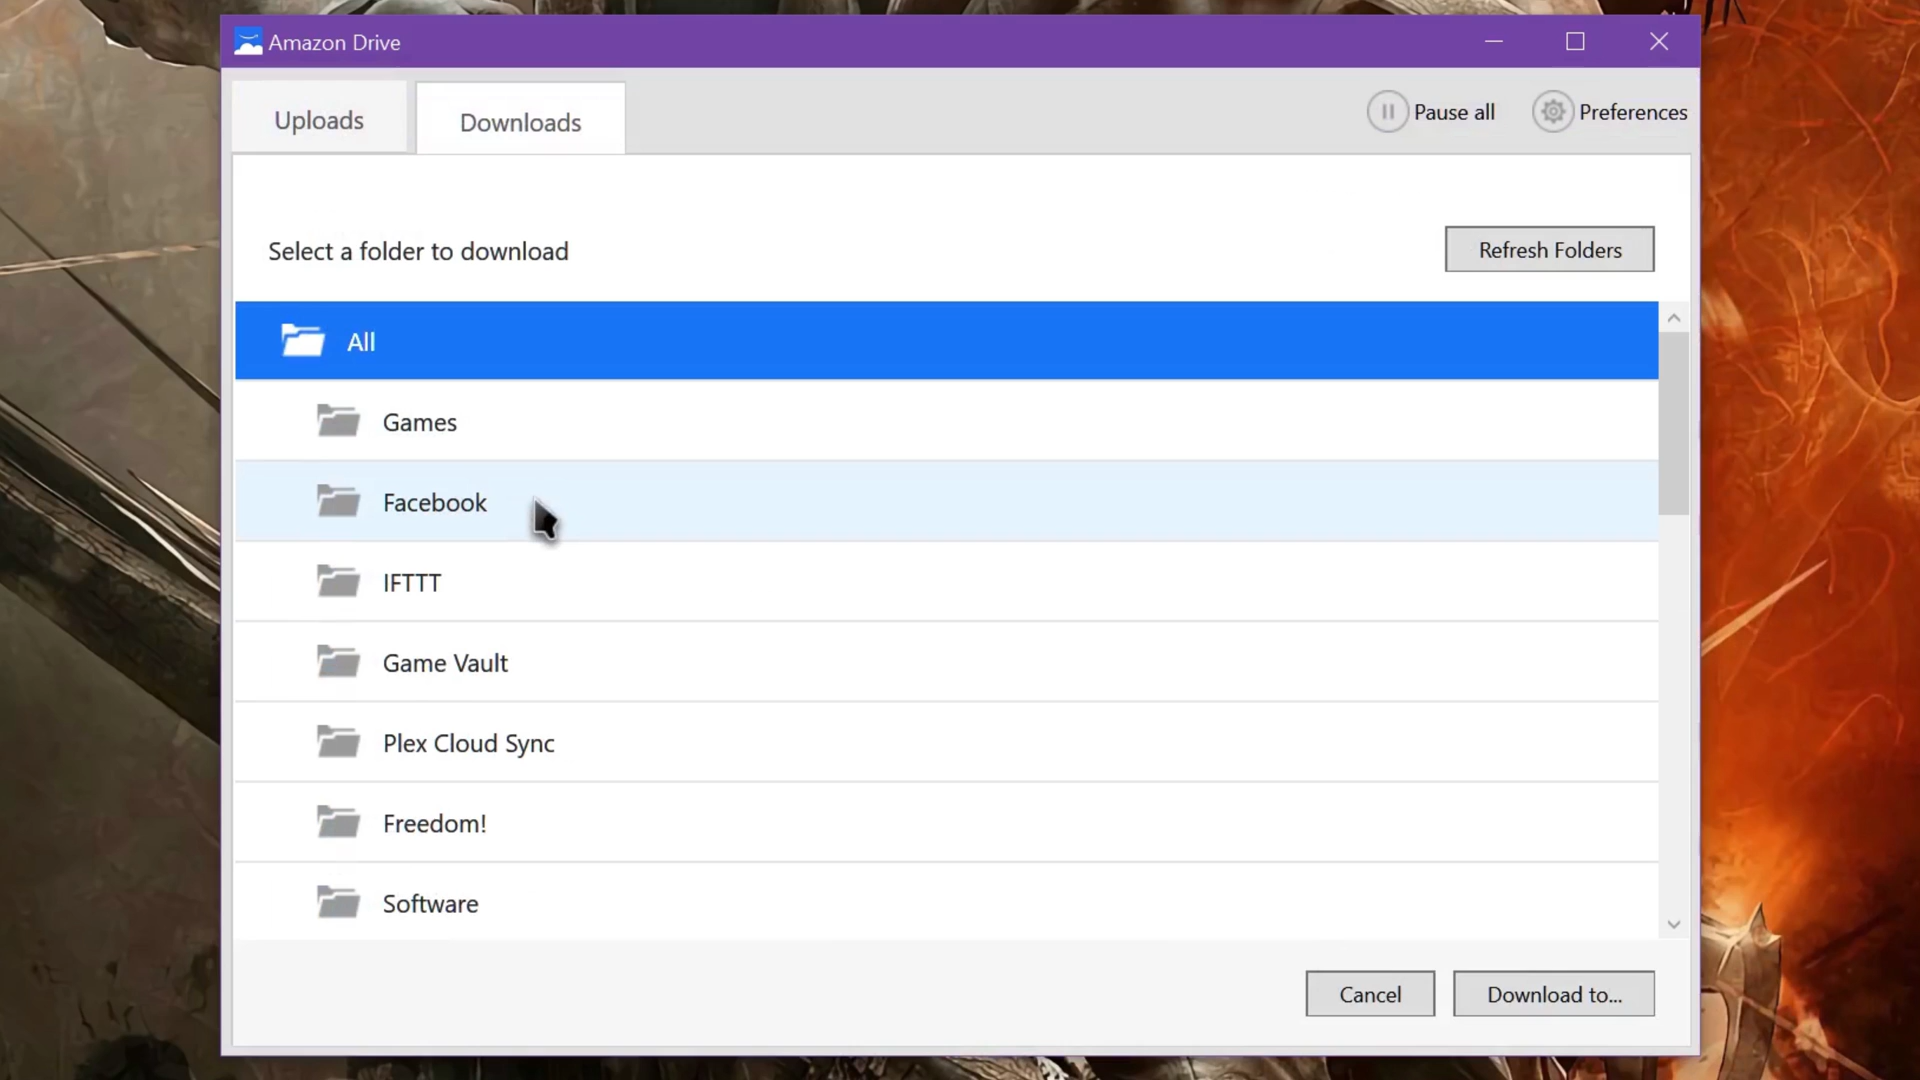 Amazon Drive
Uploads
Downloads
Pause all
Preferences
Select a folder to download
Refresh Folders
All
Games
Facebook
IFTTT
Game Vault
Plex Cloud Sync
Freedom!
Software
Cancel
Download to...